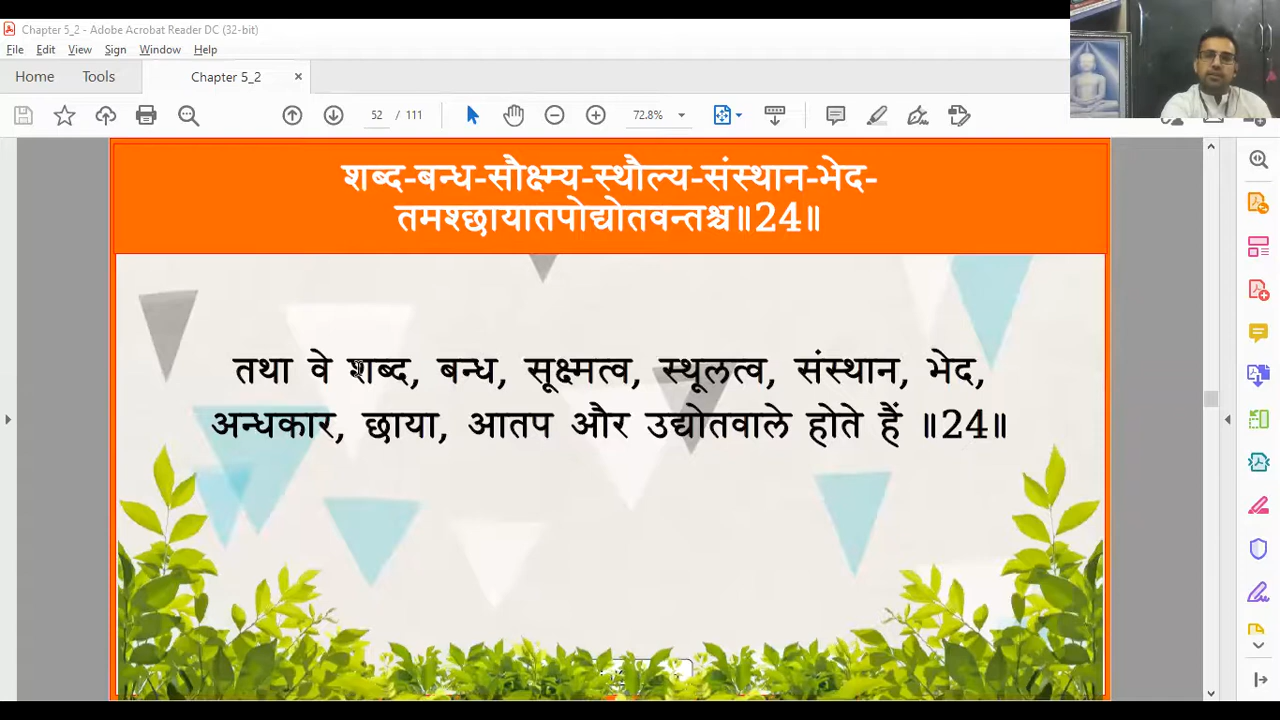 Chapter 5_2 - Adobe Acrobat Reader DC (32-bit)
File Edit View Sign Window Help
Home Tools Chapter 5_2 ×
52 / 111 72.8%
शब्द-बन्ध-सौक्ष्म्य-स्थौल्य-संस्थान-भेद-
तमश्छायातपोद्योतवन्तश्च॥24॥
तथा वे शब्द, बन्ध, सूक्ष्मत्व, स्थूलत्व, संस्थान, भेद,
अन्धकार, छाया, आतप और उद्योतवाले होते हैं ॥24॥